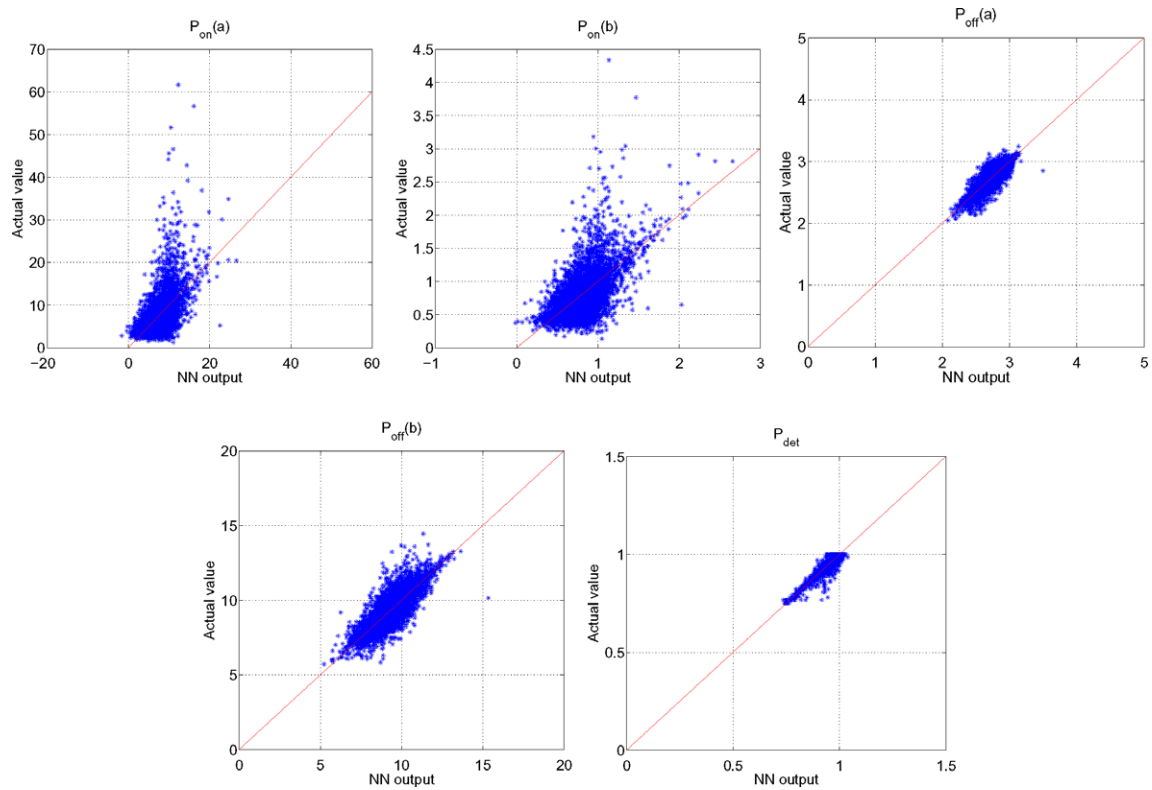 P_on(a)
Actual value
70
60
50
40
30
20
10
0
−20 0 20 40 60
NN output
P_on(b)
Actual value
4.5
4
3.5
3
2.5
2
1.5
1
0.5
0
−1 0 1 2 3
NN output
P_off(a)
Actual value
5
4
3
2
1
0
0 1 2 3 4 5
NN output
P_off(b)
Actual value
20
15
10
5
0
0 5 10 15 20
NN output
P_det
Actual value
1.5
1
0.5
0
0 0.5 1 1.5
NN output